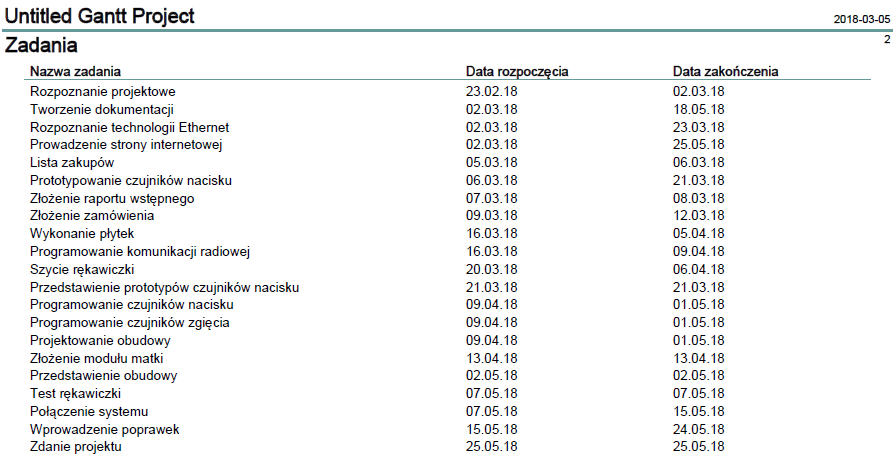 Untitled Gantt Project
2018-03-05
Zadania
2
Nazwa zadania Data rozpoczęcia Data zakończenia
Rozpoznanie projektowe 23.02.18 02.03.18
Tworzenie dokumentacji 02.03.18 18.05.18
Rozpoznanie technologii Ethernet 02.03.18 23.03.18
Prowadzenie strony internetowej 02.03.18 25.05.18
Lista zakupów 05.03.18 06.03.18
Prototypowanie czujników nacisku 06.03.18 21.03.18
Złożenie raportu wstępnego 07.03.18 08.03.18
Złożenie zamówienia 09.03.18 12.03.18
Wykonanie płytek 16.03.18 05.04.18
Programowanie komunikacji radiowej 16.03.18 09.04.18
Szycie rękawiczki 20.03.18 06.04.18
Przedstawienie prototypów czujników nacisku 21.03.18 21.03.18
Programowanie czujników nacisku 09.04.18 01.05.18
Programowanie czujników zgięcia 09.04.18 01.05.18
Projektowanie obudowy 09.04.18 01.05.18
Złożenie modułu matki 13.04.18 13.04.18
Przedstawienie obudowy 02.05.18 02.05.18
Test rękawiczki 07.05.18 07.05.18
Połączenie systemu 07.05.18 15.05.18
Wprowadzenie poprawek 15.05.18 24.05.18
Zdanie projektu 25.05.18 25.05.18